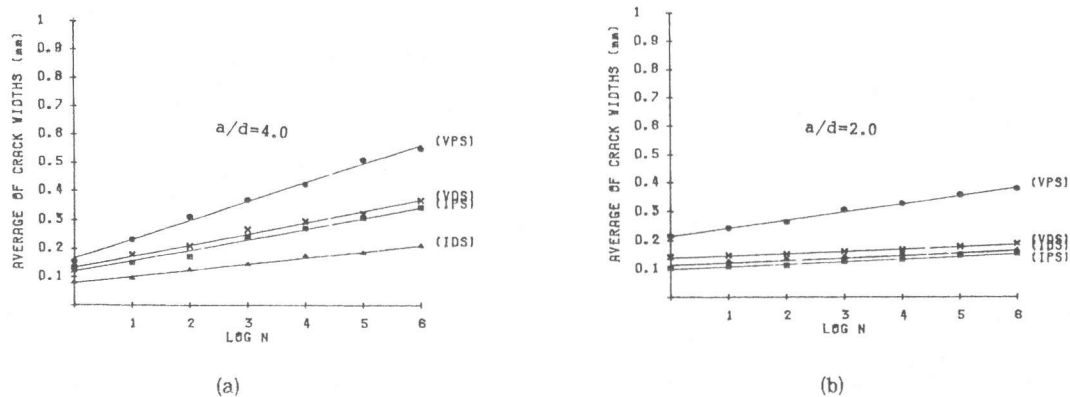 AVERAGE OF CRACK WIDTHS (mm)
1
0.9
0.8
0.7
0.6
0.5
0.4
0.3
0.2
0.1
a/d=4.0
(VPS)
(VDS)
(IPS)
(IDS)
1 2 3 4 5 6
LOG N
(a)
AVERAGE OF CRACK WIDTHS (mm)
1
0.9
0.8
0.7
0.6
0.5
0.4
0.3
0.2
0.1
a/d=2.0
(VPS)
(VDS)
(IDS)
(IPS)
1 2 3 4 5 6
LOG N
(b)